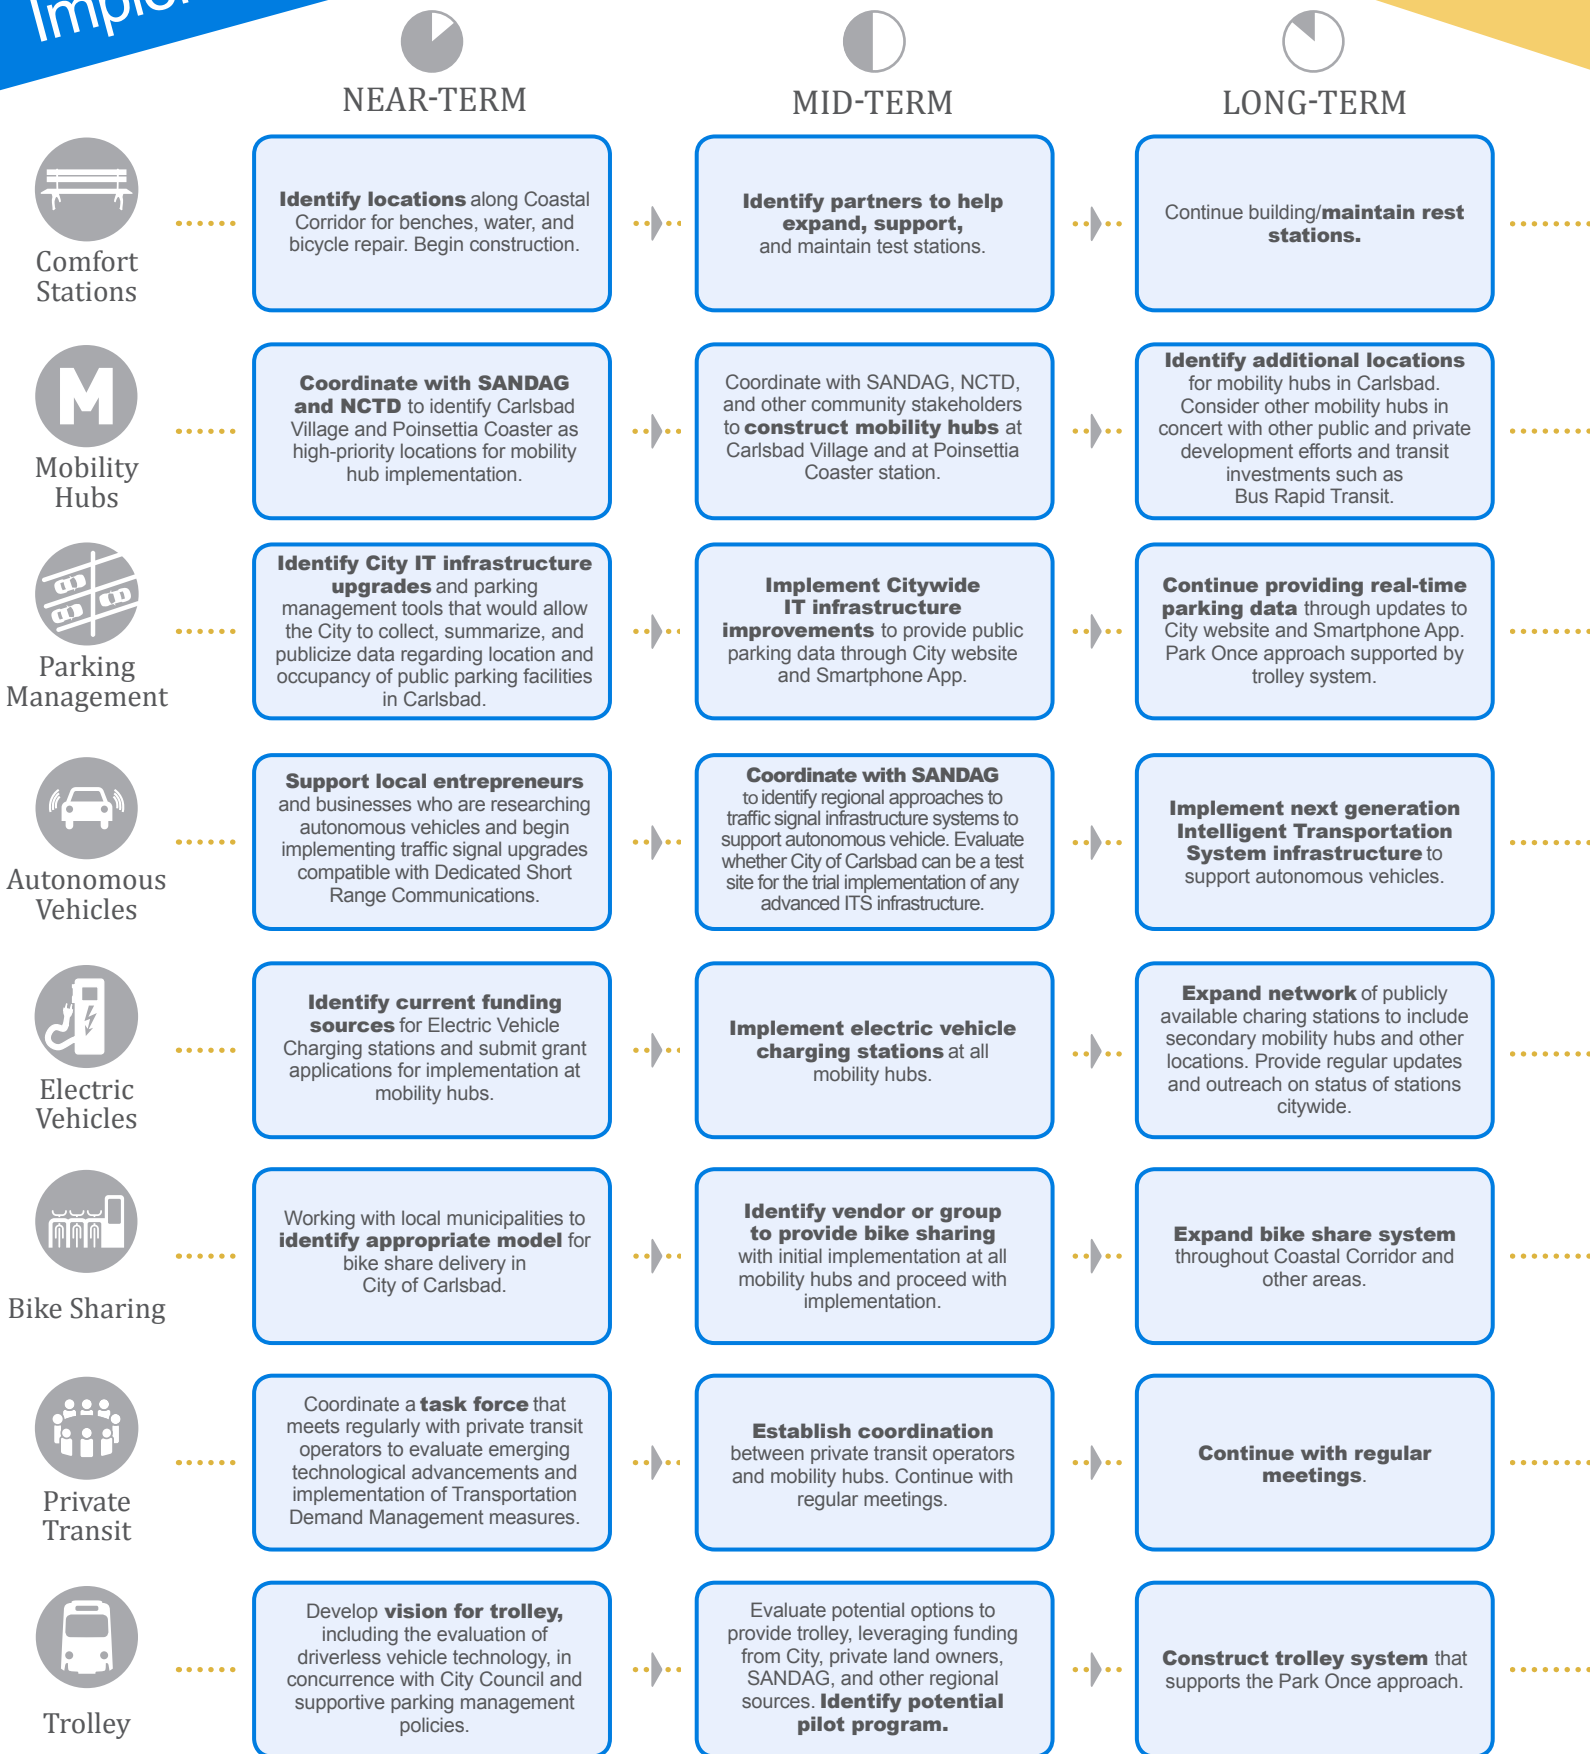 NEAR-TERM
MID-TERM
LONG-TERM
Comfort
Stations
Identify locations along Coastal
Corridor for benches, water, and
bicycle repair. Begin construction.
Identify partners to help
expand, support,
and maintain test stations.
Continue building/maintain rest
stations.
M
Mobility
Hubs
Coordinate with SANDAG
and NCTD to identify Carlsbad
Village and Poinsettia Coaster as
high-priority locations for mobility
hub implementation.
Coordinate with SANDAG, NCTD,
and other community stakeholders
to construct mobility hubs at
Carlsbad Village and at Poinsettia
Coaster station.
Identify additional locations
for mobility hubs in Carlsbad.
Consider other mobility hubs in
concert with other public and private
development efforts and transit
investments such as
Bus Rapid Transit.
Parking
Management
Identify City IT infrastructure
upgrades and parking
management tools that would allow
the City to collect, summarize, and
publicize data regarding location and
occupancy of public parking facilities
in Carlsbad.
Implement Citywide
IT infrastructure
improvements to provide public
parking data through City website
and Smartphone App.
Continue providing real-time
parking data through updates to
City website and Smartphone App.
Park Once approach supported by
trolley system.
Autonomous
Vehicles
Support local entrepreneurs
and businesses who are researching
autonomous vehicles and begin
implementing traffic signal upgrades
compatible with Dedicated Short
Range Communications.
Coordinate with SANDAG
to identify regional approaches to
traffic signal infrastructure systems to
support autonomous vehicle. Evaluate
whether City of Carlsbad can be a test
site for the trial implementation of any
advanced ITS infrastructure.
Implement next generation
Intelligent Transportation
System infrastructure to
support autonomous vehicles.
Electric
Vehicles
Identify current funding
sources for Electric Vehicle
Charging stations and submit grant
applications for implementation at
mobility hubs.
Implement electric vehicle
charging stations at all
mobility hubs.
Expand network of publicly
available charing stations to include
secondary mobility hubs and other
locations. Provide regular updates
and outreach on status of stations
citywide.
Bike Sharing
Working with local municipalities to
identify appropriate model for
bike share delivery in
City of Carlsbad.
Identify vendor or group
to provide bike sharing
with initial implementation at all
mobility hubs and proceed with
implementation.
Expand bike share system
throughout Coastal Corridor and
other areas.
Private
Transit
Coordinate a task force that
meets regularly with private transit
operators to evaluate emerging
technological advancements and
implementation of Transportation
Demand Management measures.
Establish coordination
between private transit operators
and mobility hubs. Continue with
regular meetings.
Continue with regular
meetings.
Trolley
Develop vision for trolley,
including the evaluation of
driverless vehicle technology, in
concurrence with City Council and
supportive parking management
policies.
Evaluate potential options to
provide trolley, leveraging funding
from City, private land owners,
SANDAG, and other regional
sources. Identify potential
pilot program.
Construct trolley system that
supports the Park Once approach.